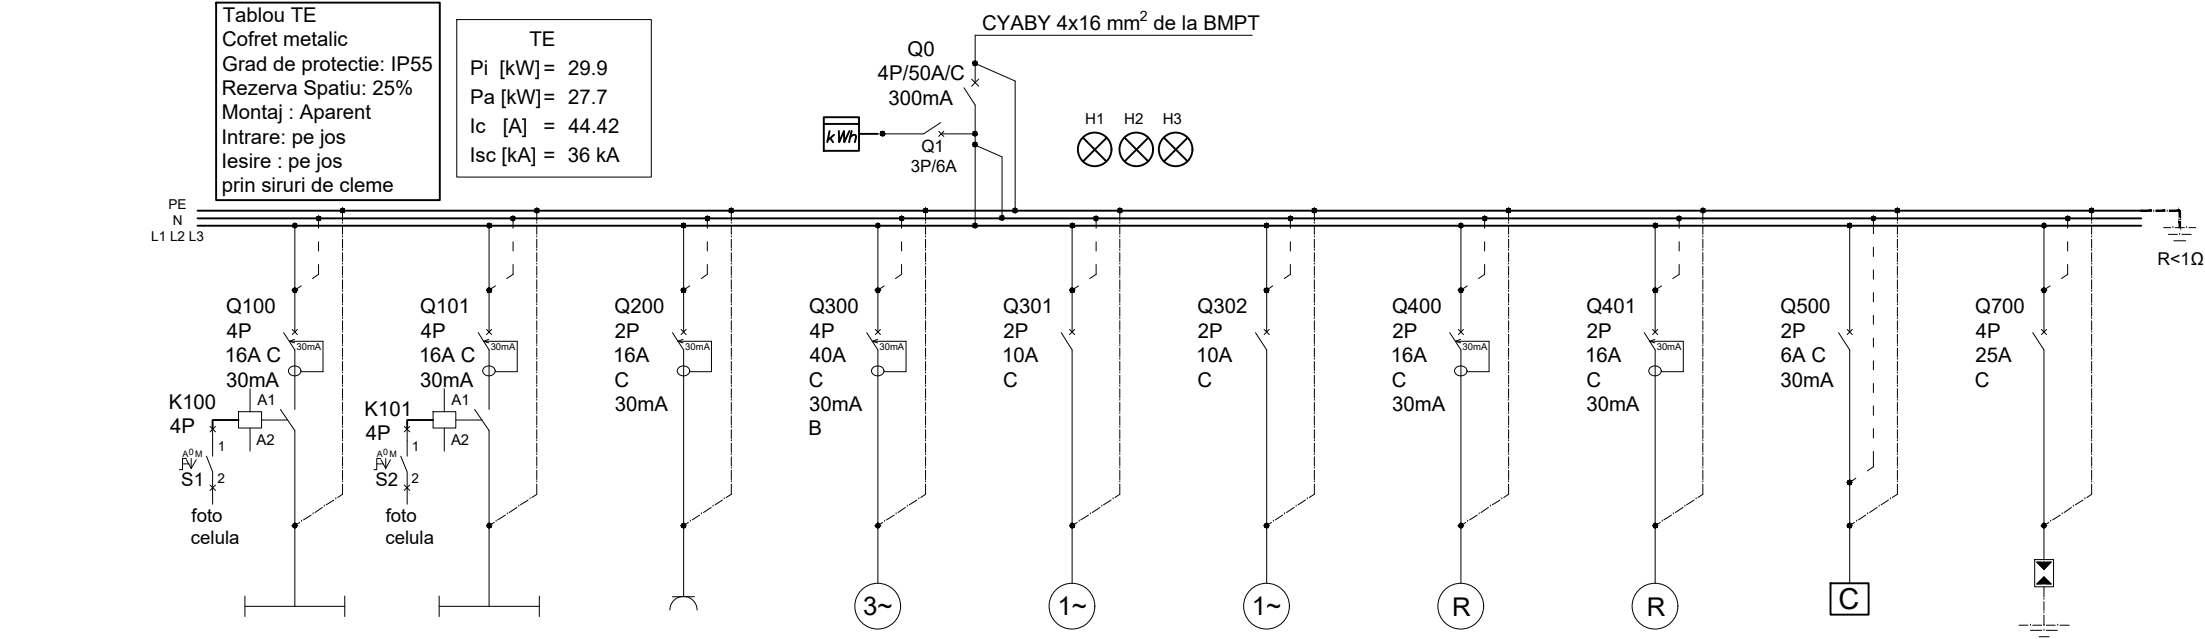 Tablou TE
Cofret metalic
Grad de protectie: IP55
Rezerva Spatiu: 25%
Montaj : Aparent
Intrare: pe jos
Iesire : pe jos
prin siruri de cleme
TE
Pi [kW]= 29.9
Pa [kW]= 27.7
Ic [A] = 44.42
Isc [kA] = 36 kA
CYABY 4x16 mm² de la BMPT
Q0
4P/50A/C
300mA
kWh
Q1
3P/6A
H1 H2 H3
PE
N
L1 L2 L3
R<1Ω
Q100
4P
16A C
30mA
30mA
K100
4P
A1
A2
1
A 0 M
S1
2
foto
celula
Q101
4P
16A C
30mA
30mA
K101
4P
A1
A2
1
A 0 M
S2
2
foto
celula
Q200
2P
16A
C
30mA
30mA
Q300
4P
40A
C
30mA
B
30mA
3~
Q301
2P
10A
C
1~
Q302
2P
10A
C
1~
Q400
2P
16A
C
30mA
30mA
R
Q401
2P
16A
C
30mA
30mA
R
Q500
2P
6A C
30mA
C
Q700
4P
25A
C